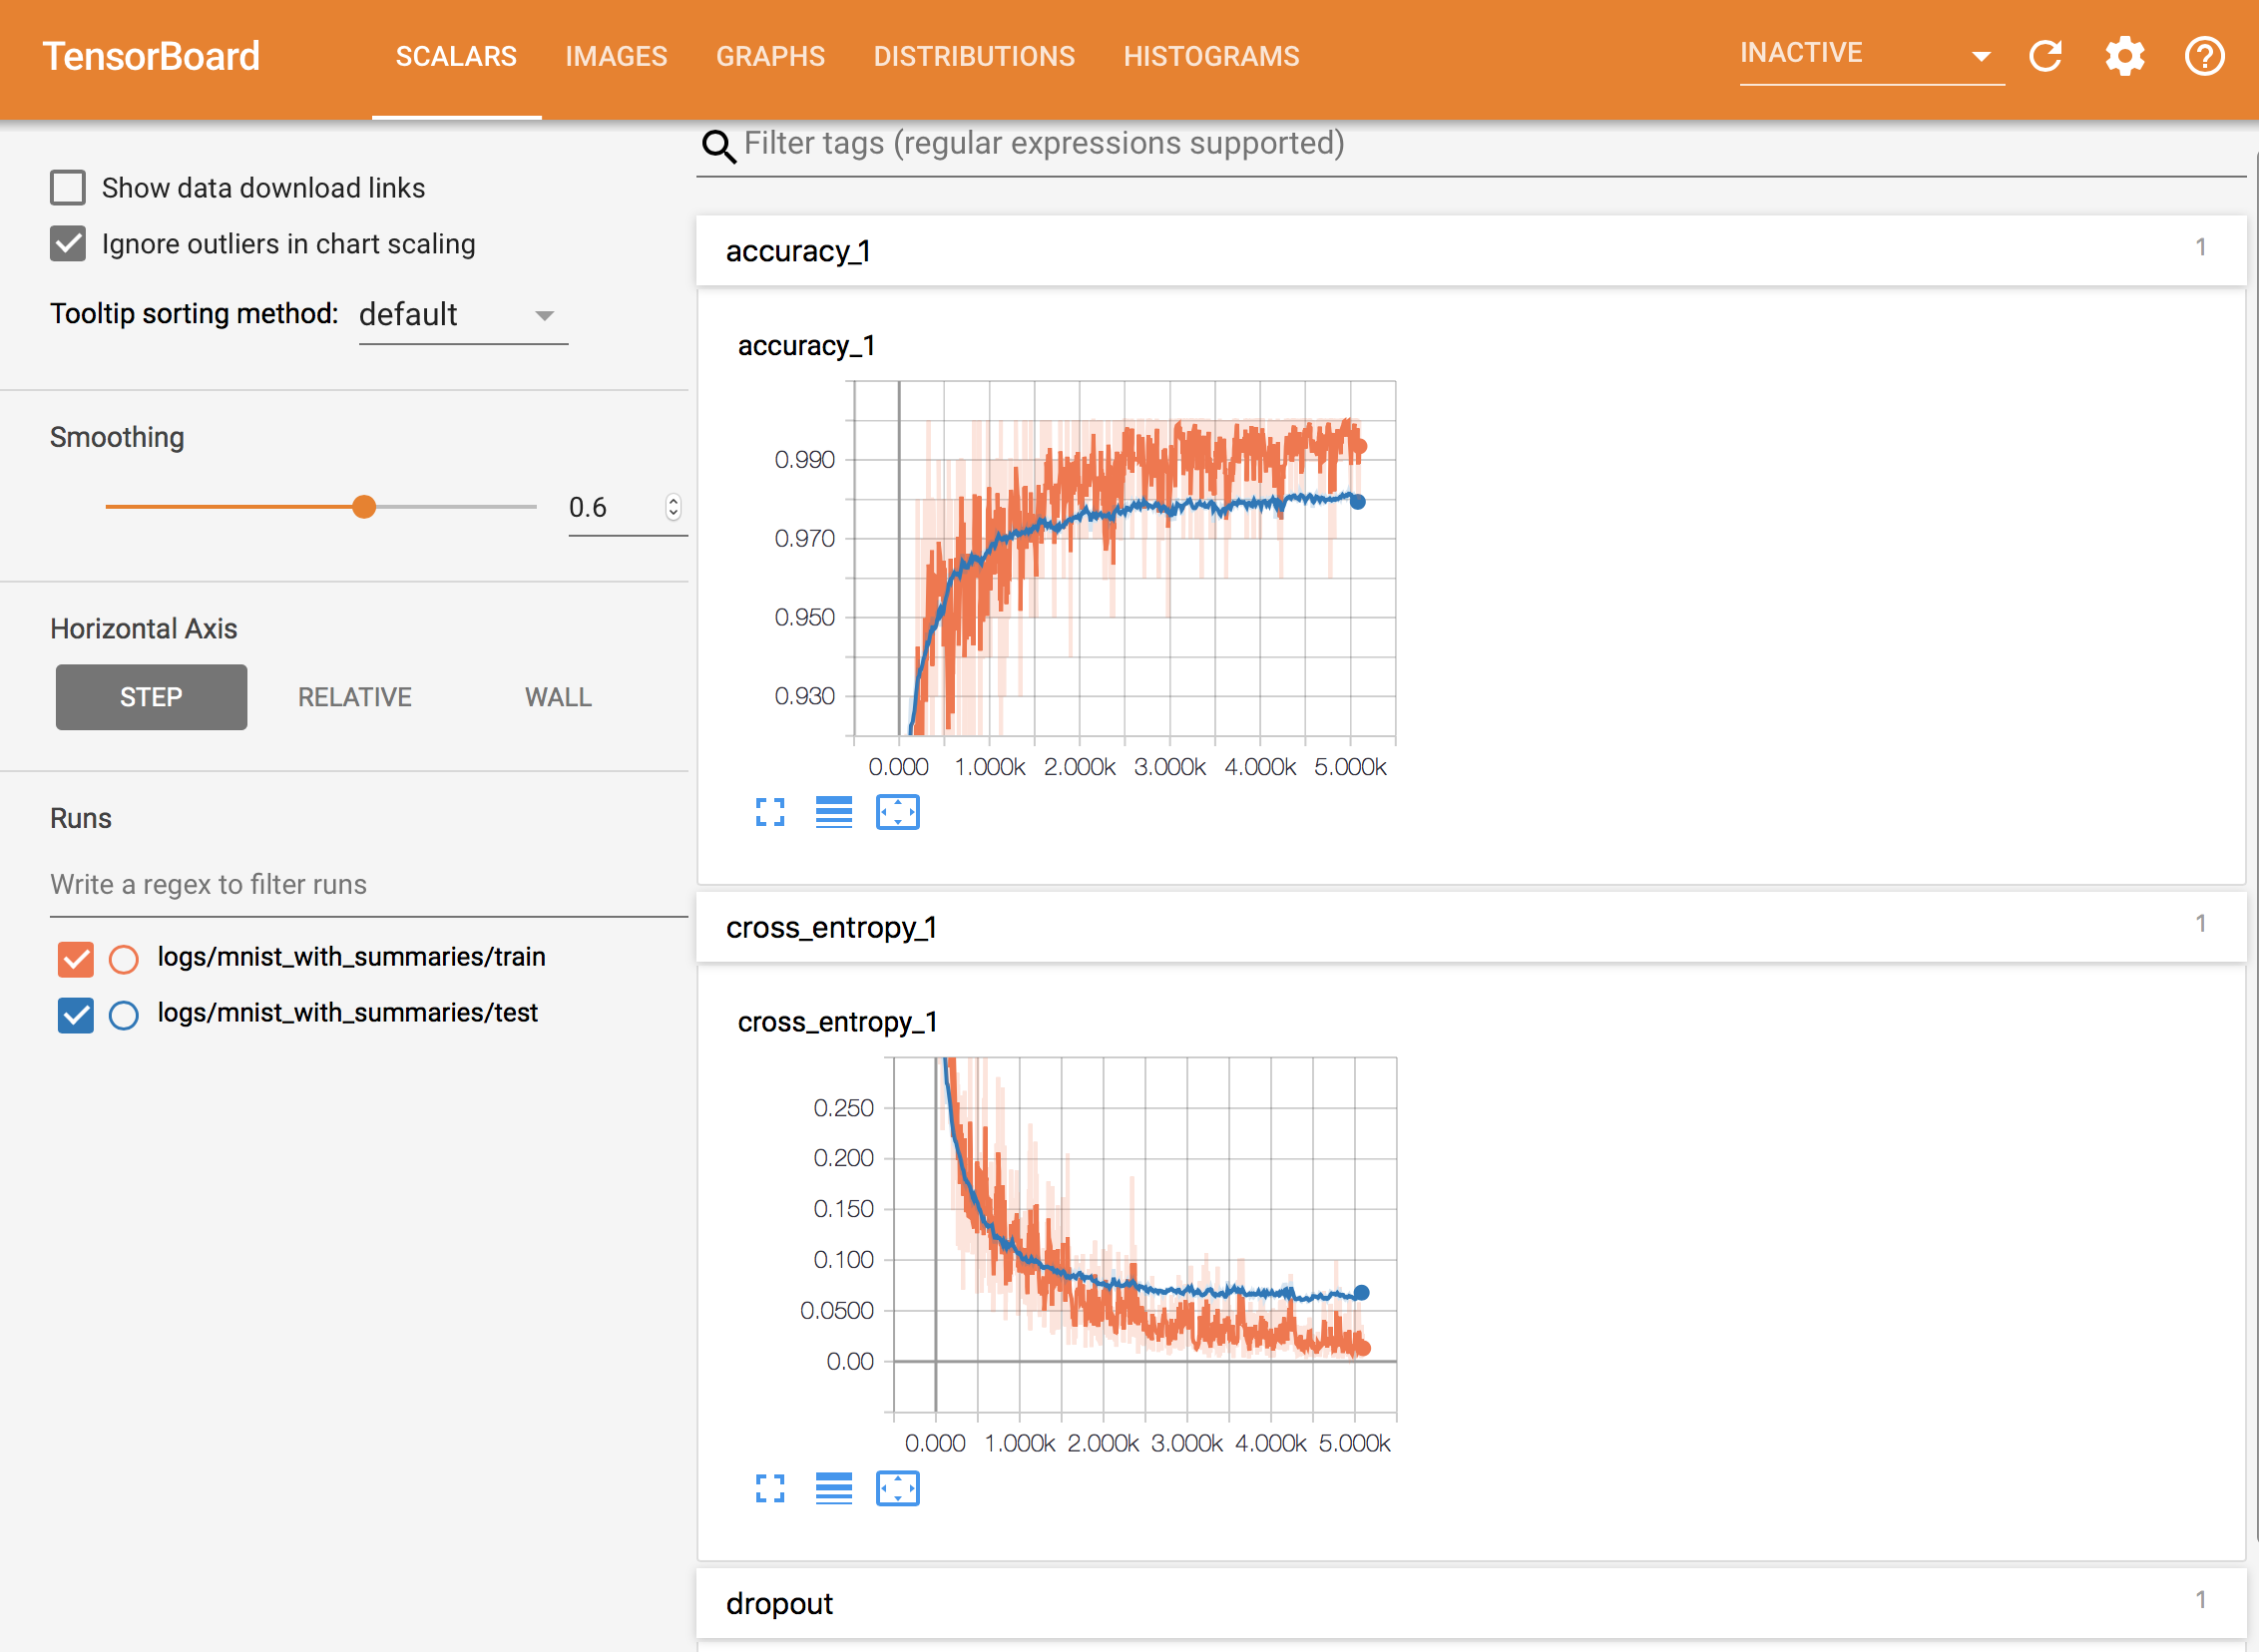 TensorBoard SCALARS IMAGES GRAPHS DISTRIBUTIONS HISTOGRAMS INACTIVE
Show data download links
Ignore outliers in chart scaling
Tooltip sorting method: default
Smoothing
0.6
Horizontal Axis
STEP RELATIVE WALL
Runs
Write a regex to filter runs
logs/mnist_with_summaries/train
logs/mnist_with_summaries/test
Filter tags (regular expressions supported)
accuracy_1 1
accuracy_1
0.990
0.970
0.950
0.930
0.000 1.000k 2.000k 3.000k 4.000k 5.000k
cross_entropy_1 1
cross_entropy_1
0.250
0.200
0.150
0.100
0.0500
0.00
0.000 1.000k 2.000k 3.000k 4.000k 5.000k
dropout 1